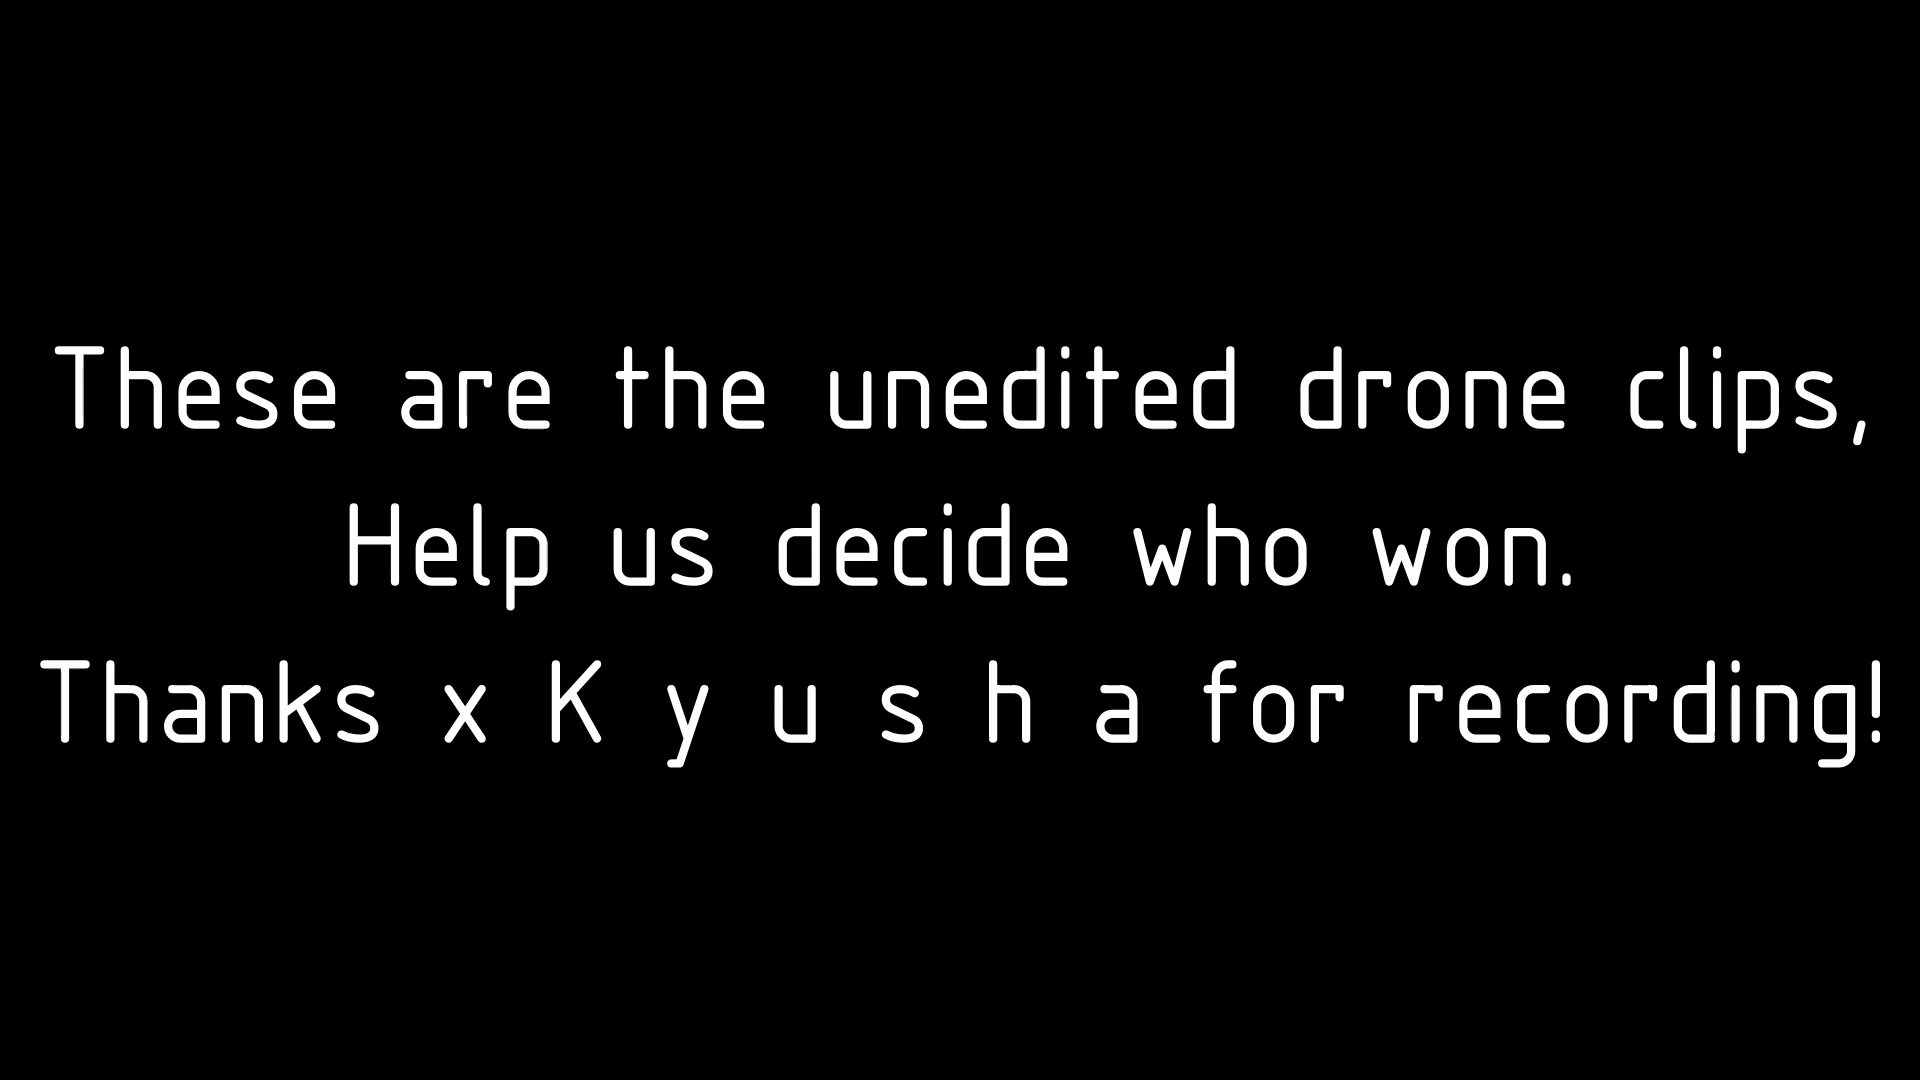 These are the unedited drone clips,
Help us decide who won.
Thanks x K y u s h a for recording!